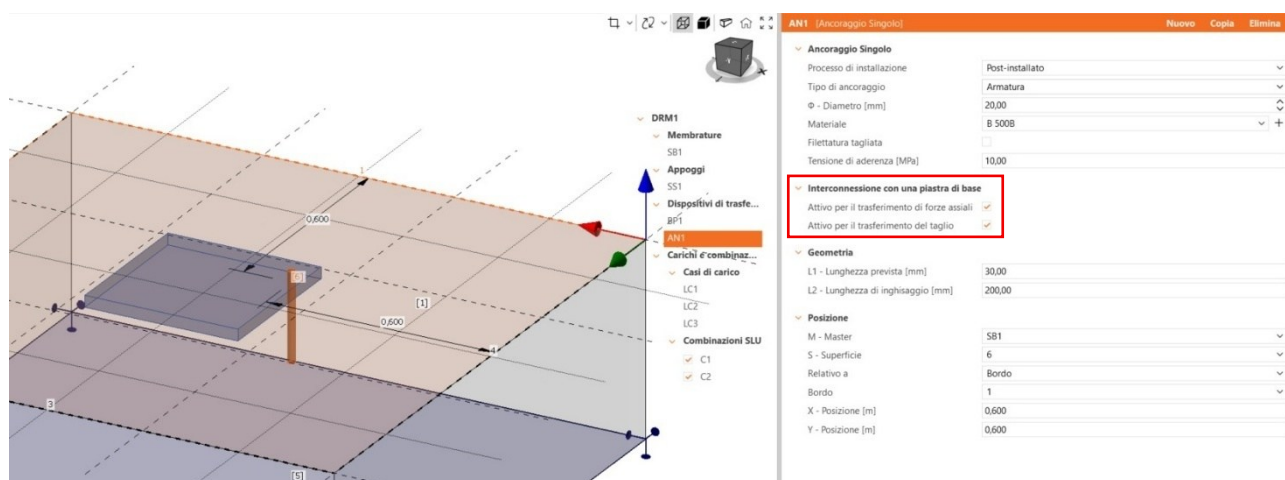 1
0,600
[6]
[1]
0,600
4
3
[5]
DRM1
Membrature
SB1
Appoggi
SS1
Dispositivi di trasfe...
BP1
AN1
Carichi e combinaz...
Casi di carico
LC1
LC2
LC3
Combinazioni SLU
C1
C2
AN1 [Ancoraggio Singolo] Nuovo Copia Elimina
Ancoraggio Singolo
Processo di installazione Post-installato
Tipo di ancoraggio Armatura
Φ - Diametro [mm] 20,00
Materiale B 500B
Filettatura tagliata
Tensione di aderenza [MPa] 10,00
Interconnessione con una piastra di base
Attivo per il trasferimento di forze assiali
Attivo per il trasferimento del taglio
Geometria
L1 - Lunghezza prevista [mm] 30,00
L2 - Lunghezza di inghisaggio [mm] 200,00
Posizione
M - Master SB1
S - Superficie 6
Relativo a Bordo
Bordo 1
X - Posizione [m] 0,600
Y - Posizione [m] 0,600